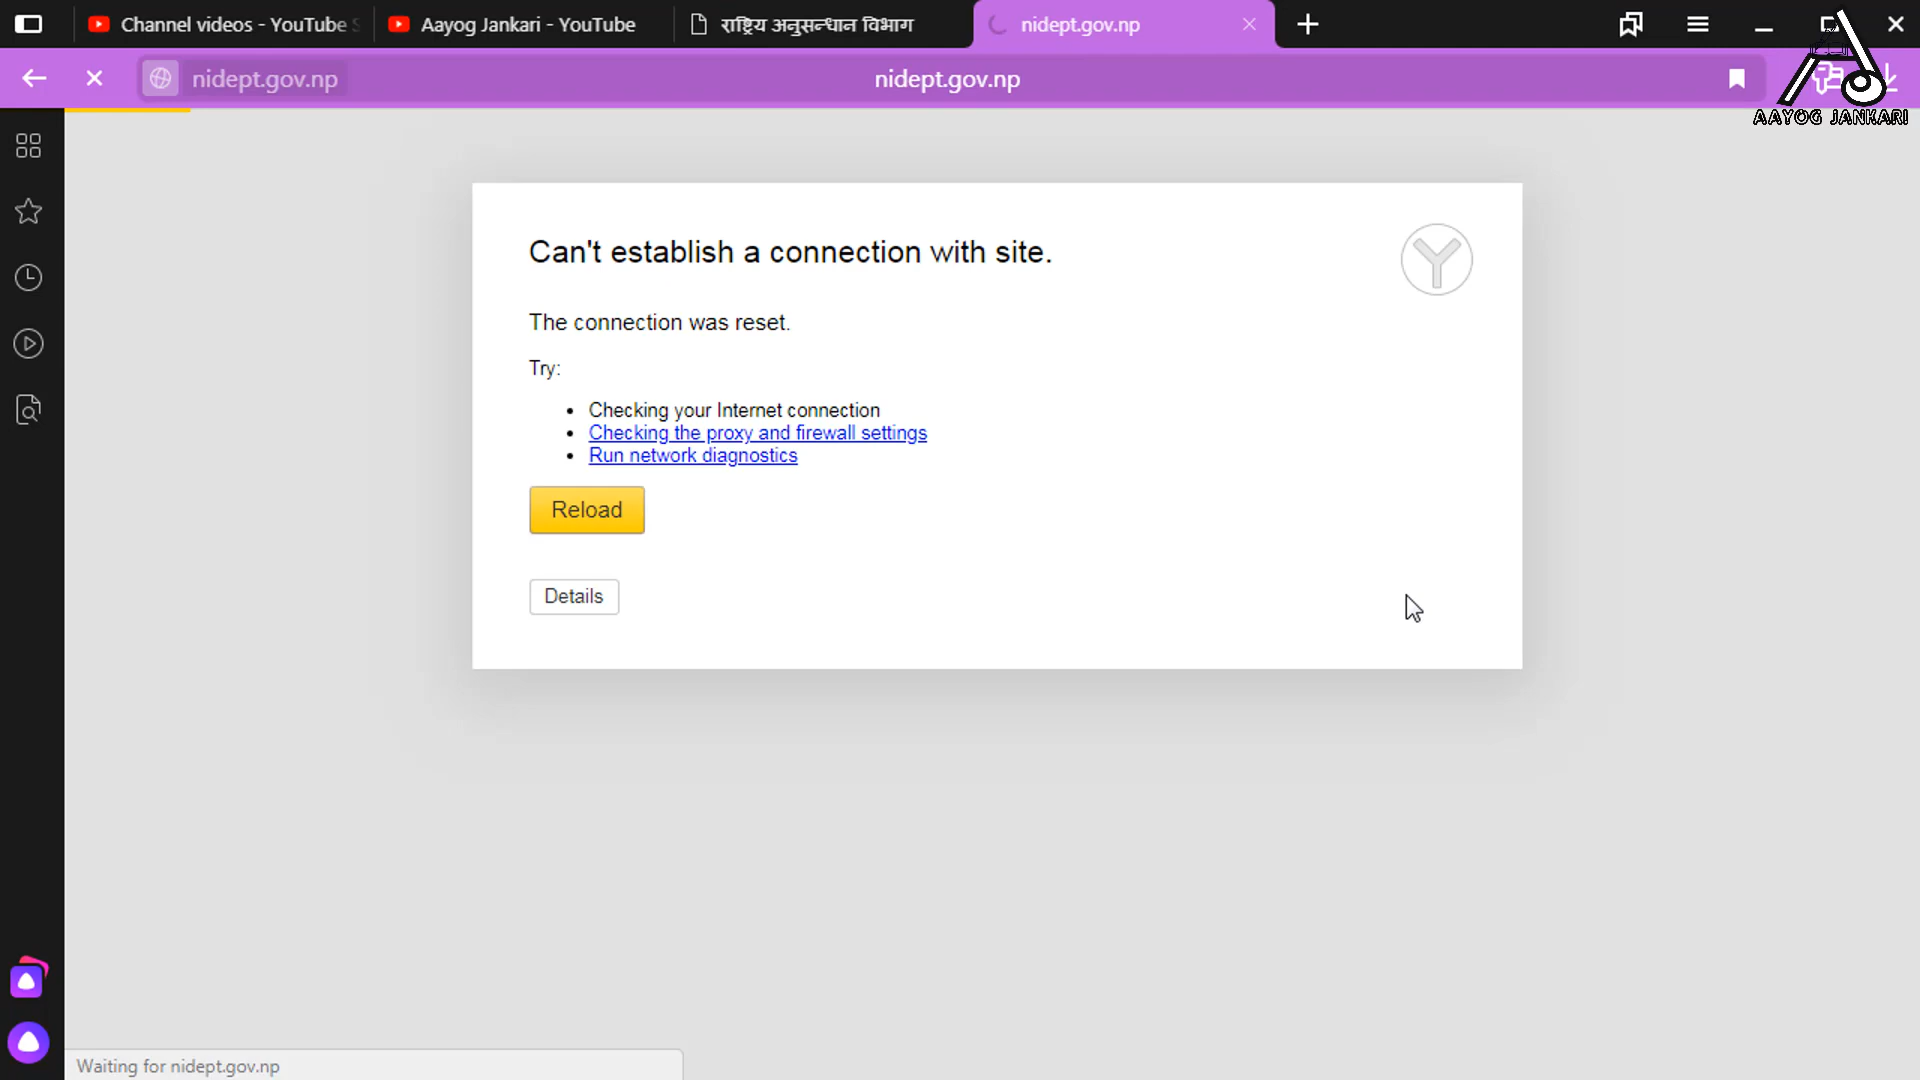 Channel videos - YouTube S
Aayog Jankari - YouTube
राष्ट्रिय अनुसन्धान विभाग
nidept.gov.np
nidept.gov.np
nidept.gov.np
AAYOG JANKARI
Can't establish a connection with site.
The connection was reset.
Try:
Checking your Internet connection
Checking the proxy and firewall settings
Run network diagnostics
Reload
Details
Waiting for nidept.gov.np